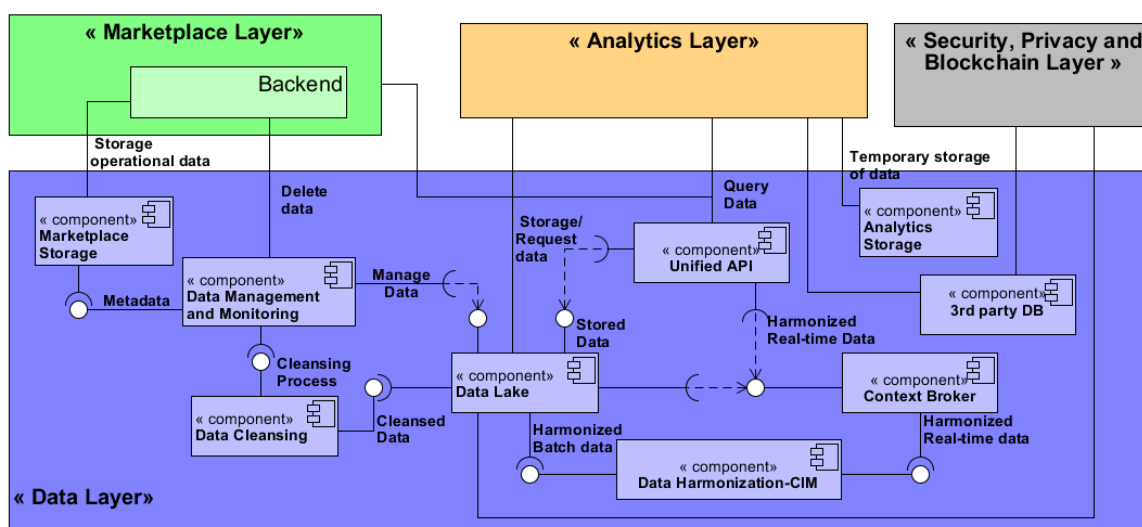 « Marketplace Layer»
Backend
« Analytics Layer»
« Security, Privacy and
Blockchain Layer »
Storage
operational data
Delete
data
Storage/
Request
data
Query
Data
Temporary storage
of data
« component»
Marketplace
Storage
« component»
Analytics
Storage
« component»
Unified API
« component»
Data Management
and Monitoring
Manage
Data
« component»
3rd party DB
Metadata
Stored
Data
Harmonized
Real-time Data
Cleansing
Process
« component»
Data Lake
« component»
Context Broker
« component»
Data Cleansing
Cleansed
Data
Harmonized
Batch data
Harmonized
Real-time data
« component»
Data Harmonization-CIM
« Data Layer»